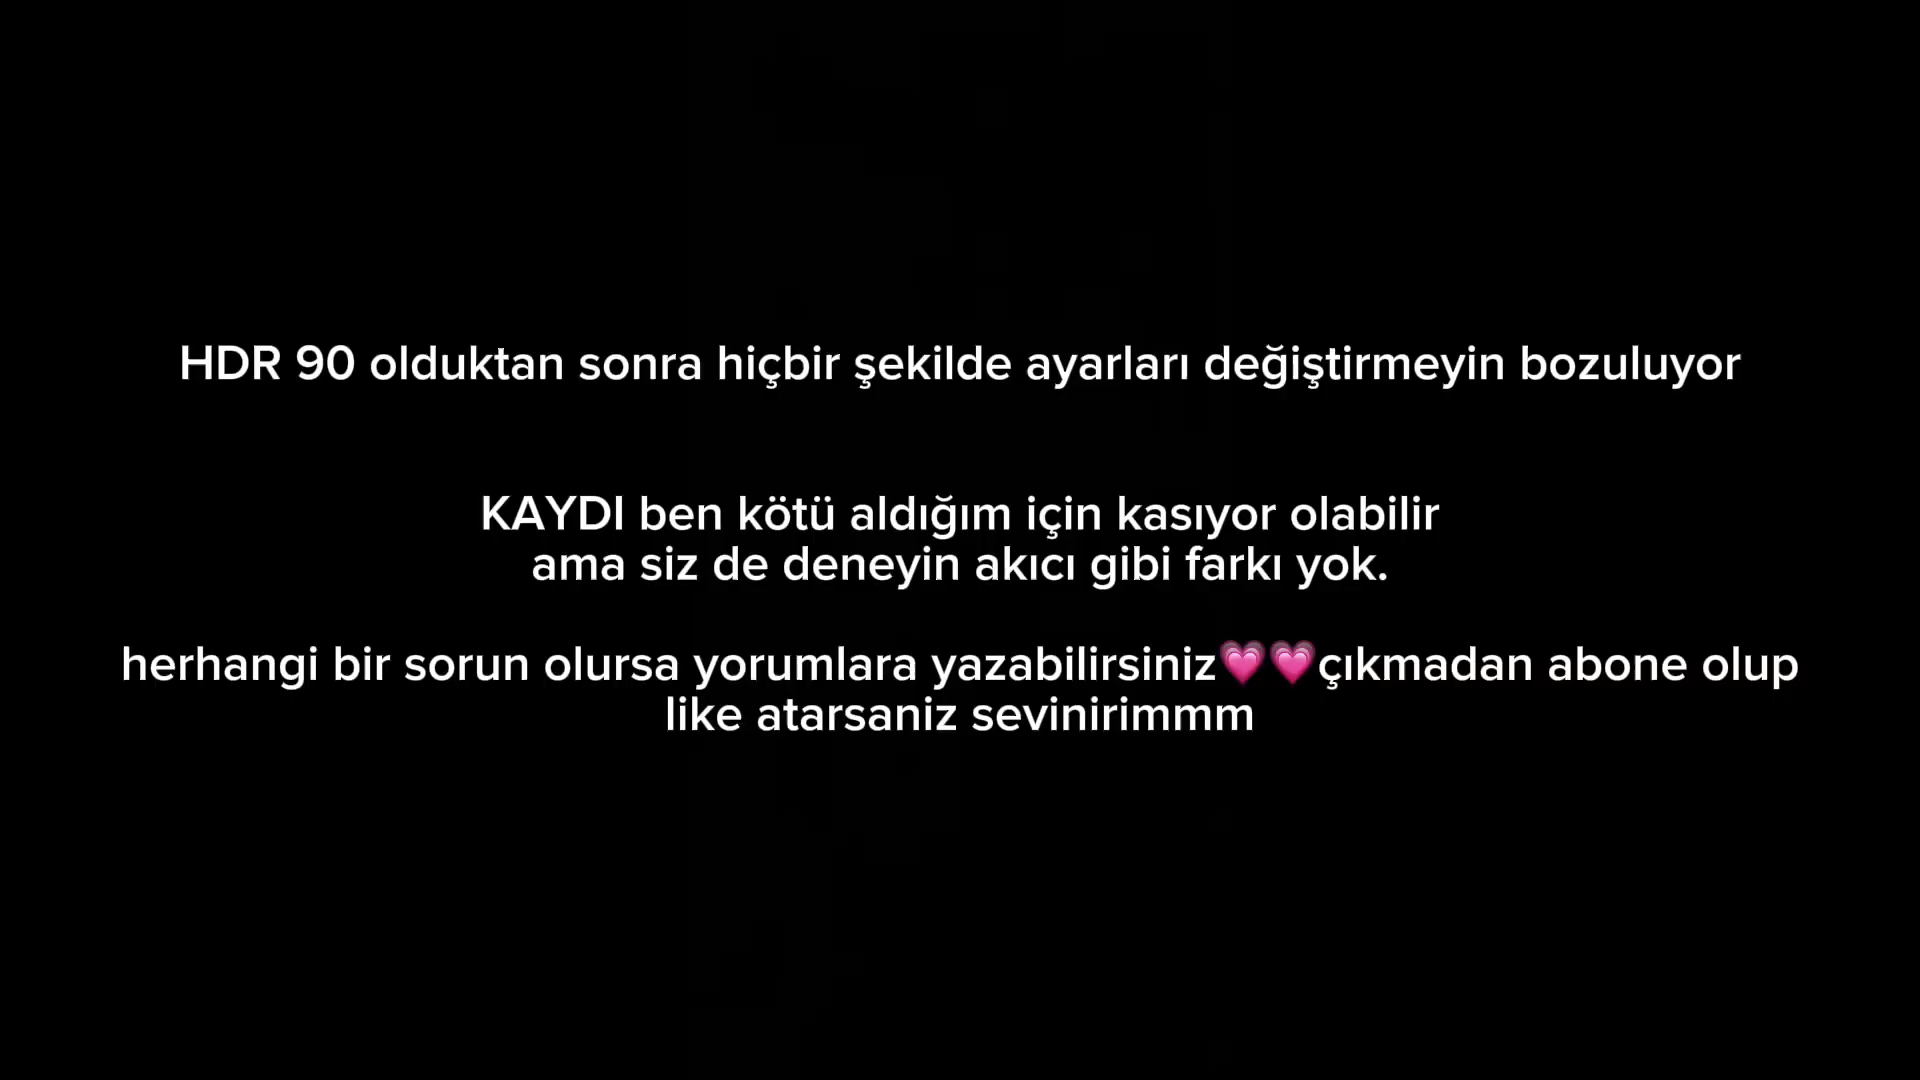 HDR 90 olduktan sonra hiçbir şekilde ayarları değiştirmeyin bozuluyor
KAYDI ben kötü aldığım için kasıyor olabilir
ama siz de deneyin akıcı gibi farkı yok.
herhangi bir sorun olursa yorumlara yazabilirsiniz💗💗çıkmadan abone olup
like atarsaniz sevinirimmm